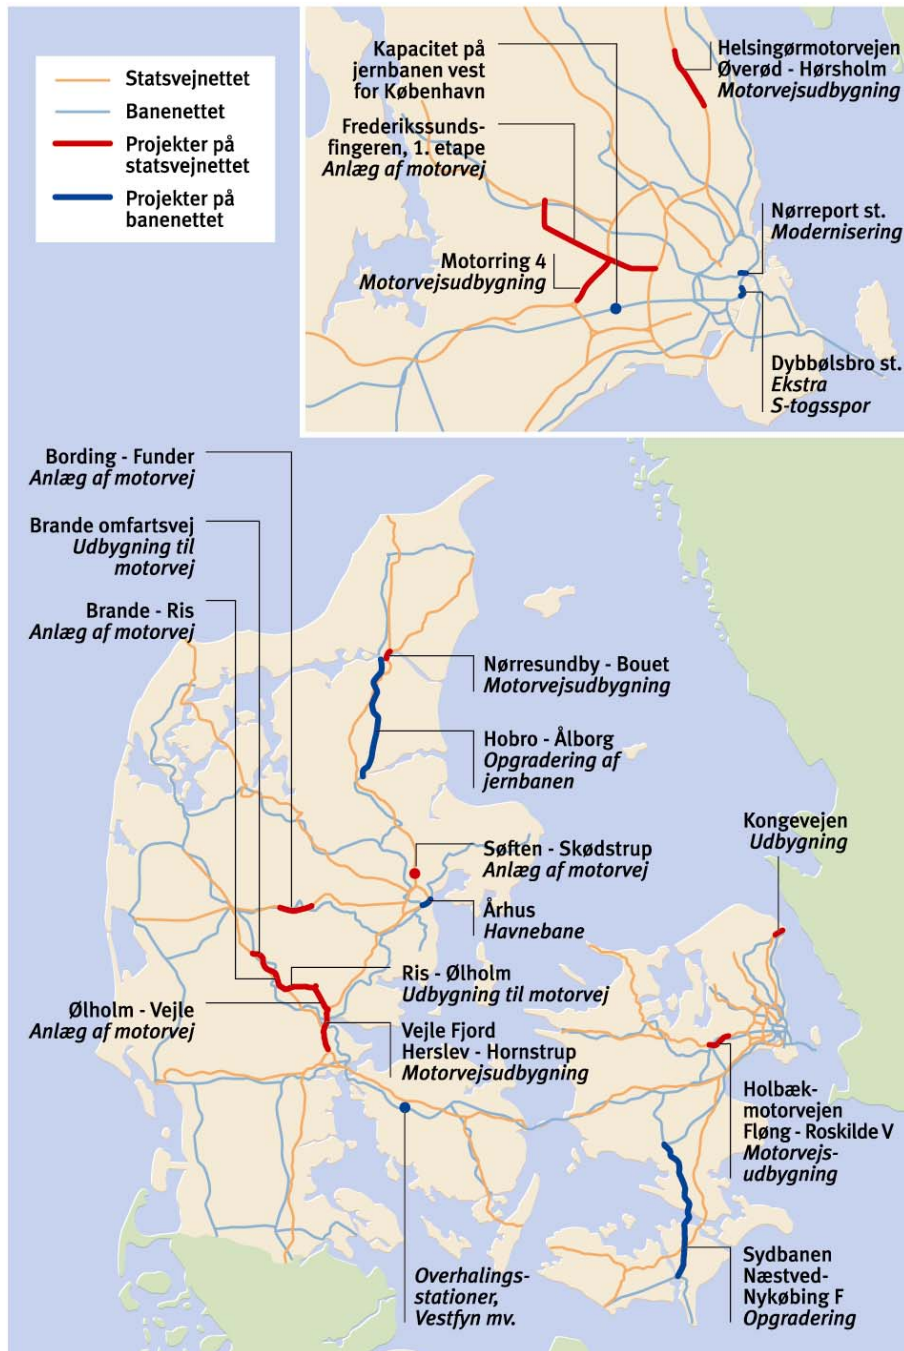 Statsvejnettet
Banenettet
Projekter på
statsvejnettet
Projekter på
banenettet
Kapacitet på
jernbanen vest
for København
Frederikssunds-
fingeren, 1. etape
Anlæg af motorvej
Motorring 4
Motorvejsudbygning
Helsingørmotorvejen
Øverød - Hørsholm
Motorvejsudbygning
Nørreport st.
Modernisering
Dybbølsbro st.
Ekstra
S-togsspor
Bording - Funder
Anlæg af motorvej
Brande omfartsvej
Udbygning til
motorvej
Brande - Ris
Anlæg af motorvej
Nørresundby - Bouet
Motorvejsudbygning
Hobro - Ålborg
Opgradering af
jernbanen
Søften - Skødstrup
Anlæg af motorvej
Århus
Havnebane
Kongevejen
Udbygning
Ris - Ølholm
Udbygning til motorvej
Ølholm - Vejle
Anlæg af motorvej
Vejle Fjord
Herslev - Hornstrup
Motorvejsudbygning
Holbæk-
motorvejen
Fløng - Roskilde V
Motorvejs-
udbygning
Overhalings-
stationer,
Vestfyn mv.
Sydbanen
Næstved-
Nykøbing F
Opgradering